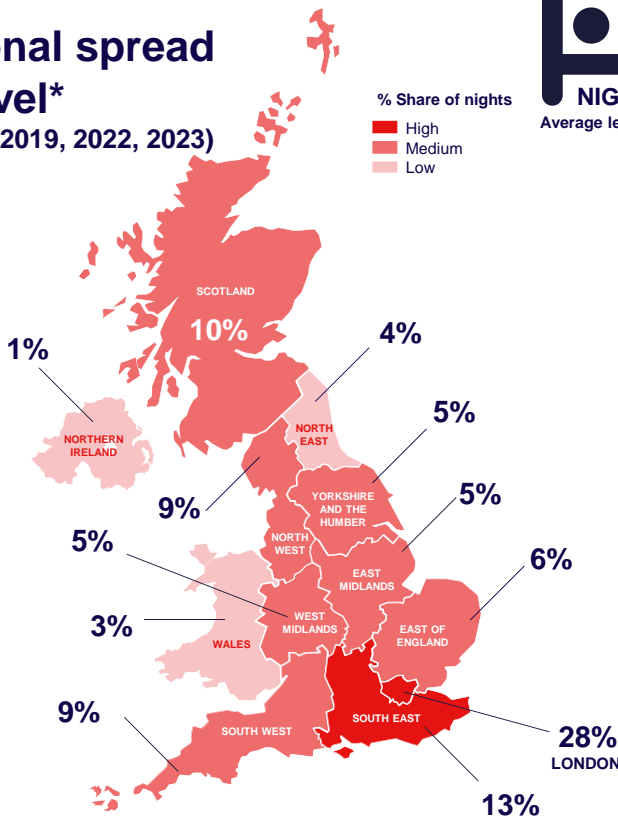 onal spread
vel*
2019, 2022, 2023)
% Share of nights
High
Medium
Low
NIG
Average le
SCOTLAND
10%
1%
4%
NORTHERN
IRELAND
NORTH
EAST
5%
YORKSHIRE
AND THE
HUMBER
9%
5%
5%
NORTH
WEST
EAST
MIDLANDS
6%
WEST
MIDLANDS
3%
WALES
EAST OF
ENGLAND
9%
SOUTH WEST
SOUTH EAST
28%
LONDON
13%